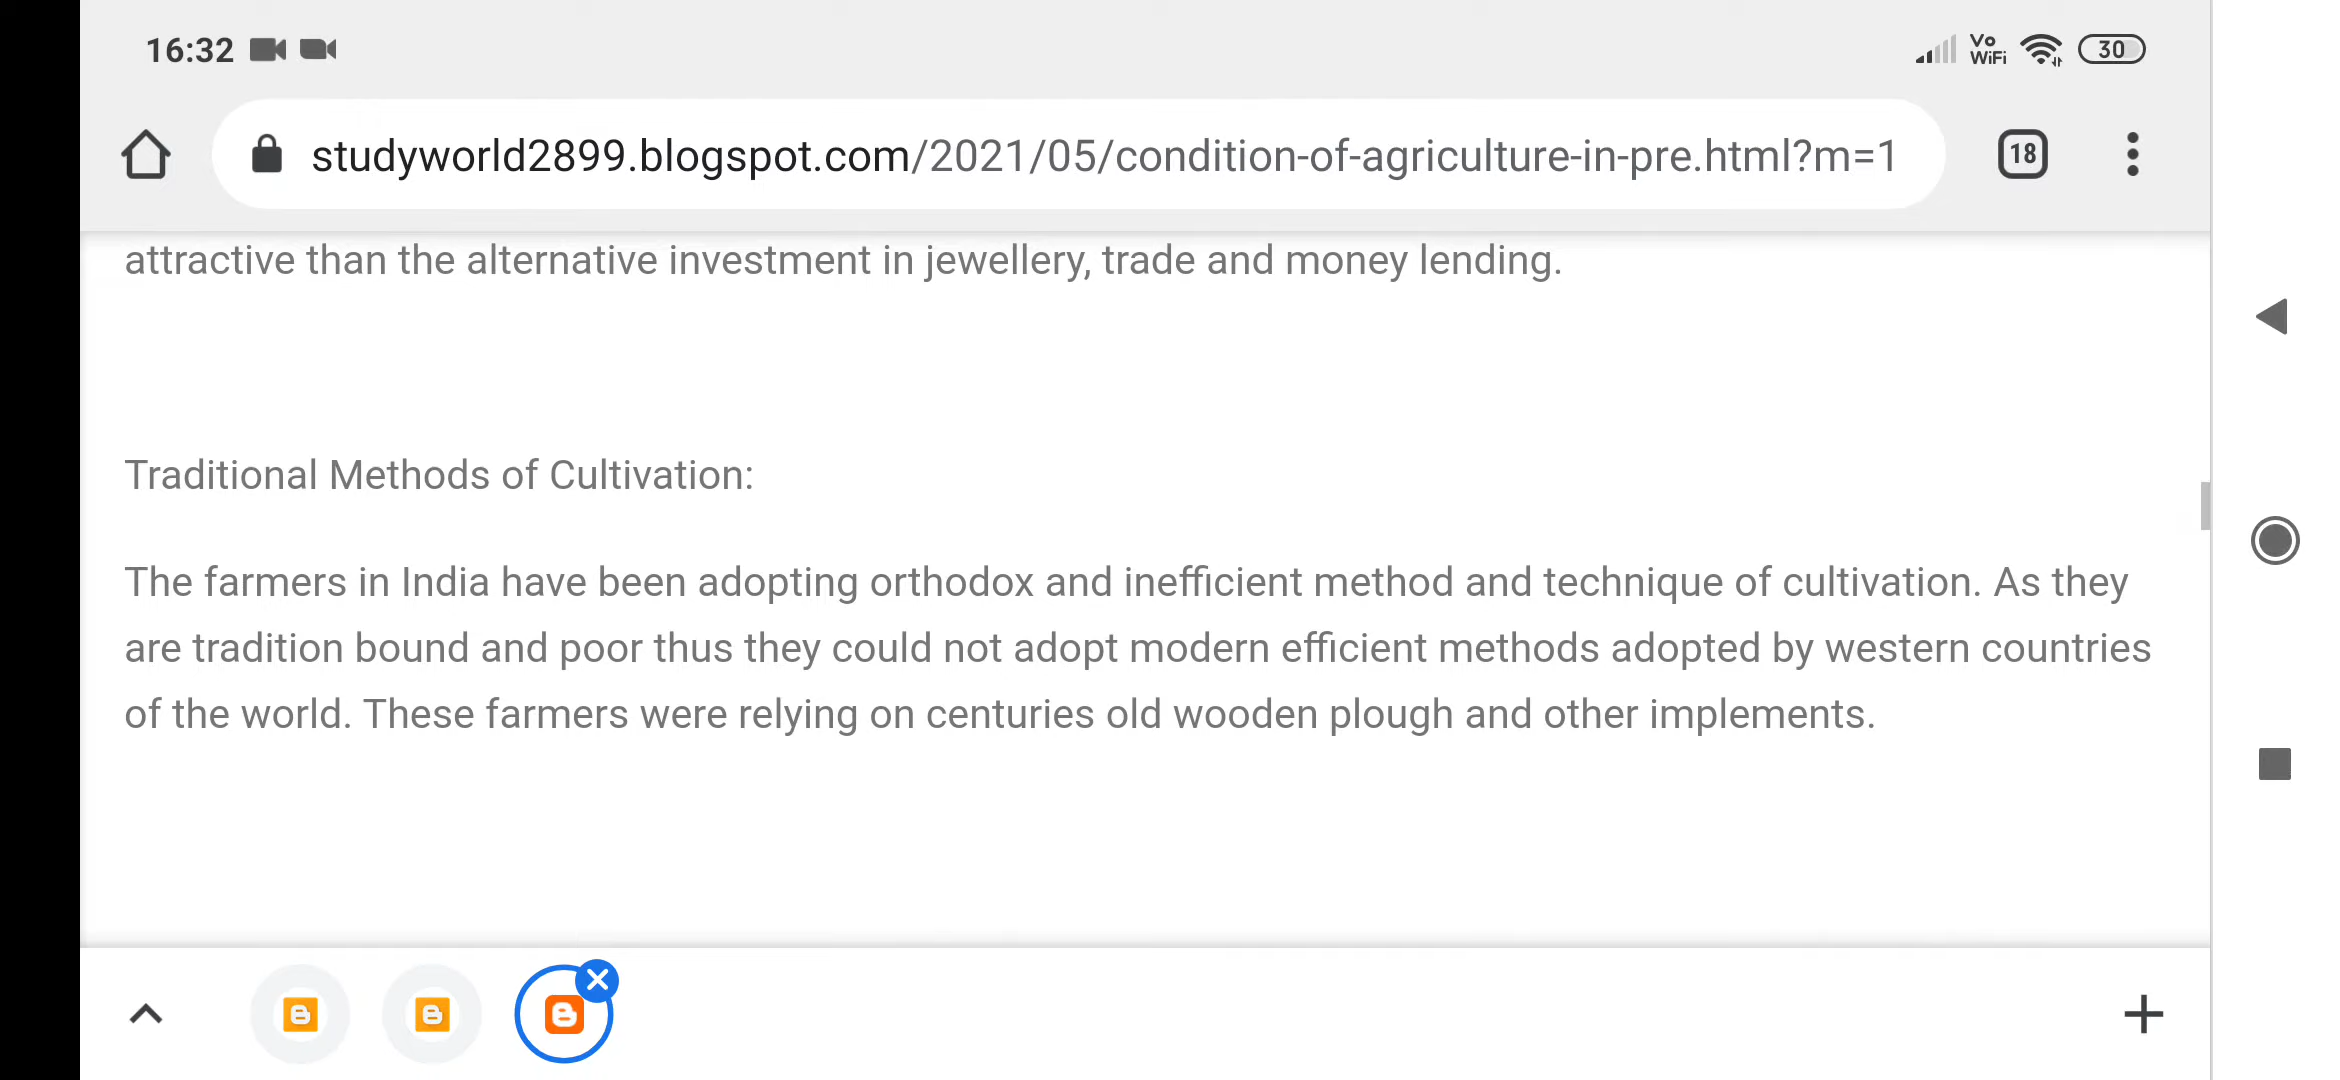 16:32
Vo
WiFi
30
studyworld2899.blogspot.com/2021/05/condition-of-agriculture-in-pre.html?m=1
18
attractive than the alternative investment in jewellery, trade and money lending.
Traditional Methods of Cultivation:
The farmers in India have been adopting orthodox and inefficient method and technique of cultivation. As they
are tradition bound and poor thus they could not adopt modern efficient methods adopted by western countries
of the world. These farmers were relying on centuries old wooden plough and other implements.